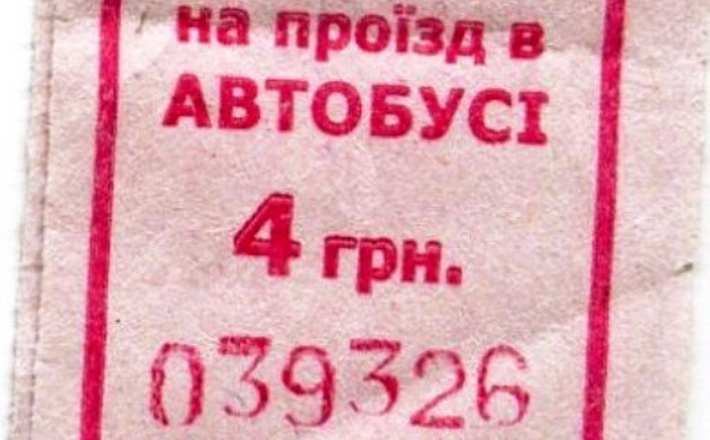 на проїзд в
АВТОБУСІ
4 грн.
039326